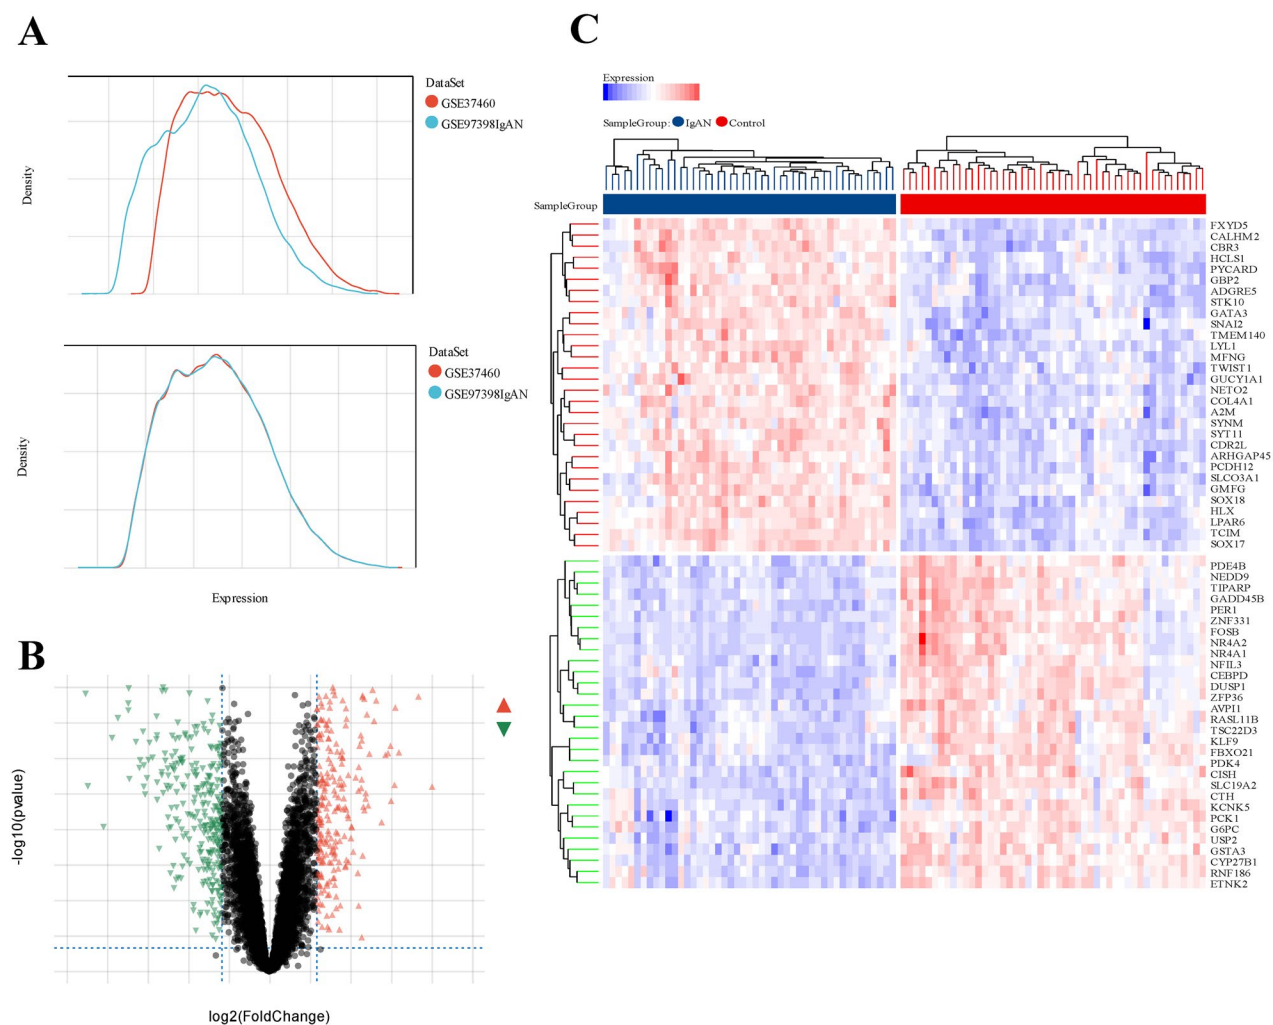 A
DataSet
GSE37460
GSE97398IgAN
Density
DataSet
GSE37460
GSE97398IgAN
Density
Expression
B
-log10(pvalue)
log2(FoldChange)
C
Expression
SampleGroup: IgAN Control
SampleGroup
FXYD5
CALHM2
CBR3
HCLS1
PYCARD
GBP2
ADGRE5
STK10
GATA3
SNAI2
TMEM140
LYL1
MFNG
TWIST1
GUCY1A1
NETO2
COL4A1
A2M
SYNM
SYT11
CDR2L
ARHGAP45
PCDH12
SLCO3A1
GMFG
SOX18
HLX
LPAR6
TCIM
SOX17
PDE4B
NEDD9
TIPARP
GADD45B
PER1
ZNF331
FOSB
NR4A2
NR4A1
NFIL3
CEBPD
DUSP1
ZFP36
AVPI1
RASL11B
TSC22D3
KLF9
FBXO21
PDK4
CISH
SLC19A2
CTH
KCNK5
PCK1
G6PC
USP2
GSTA3
CYP27B1
RNF186
ETNK2